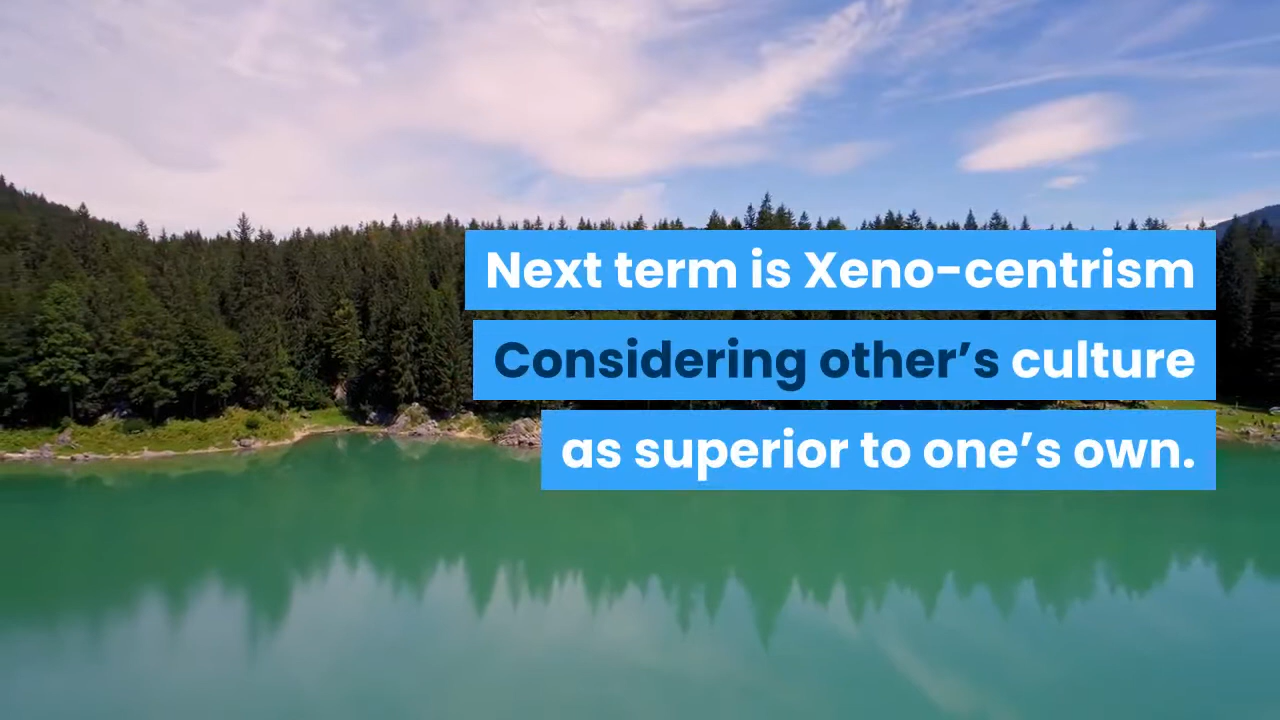 Next term is Xeno-centrism
Considering other’s culture
as superior to one’s own.